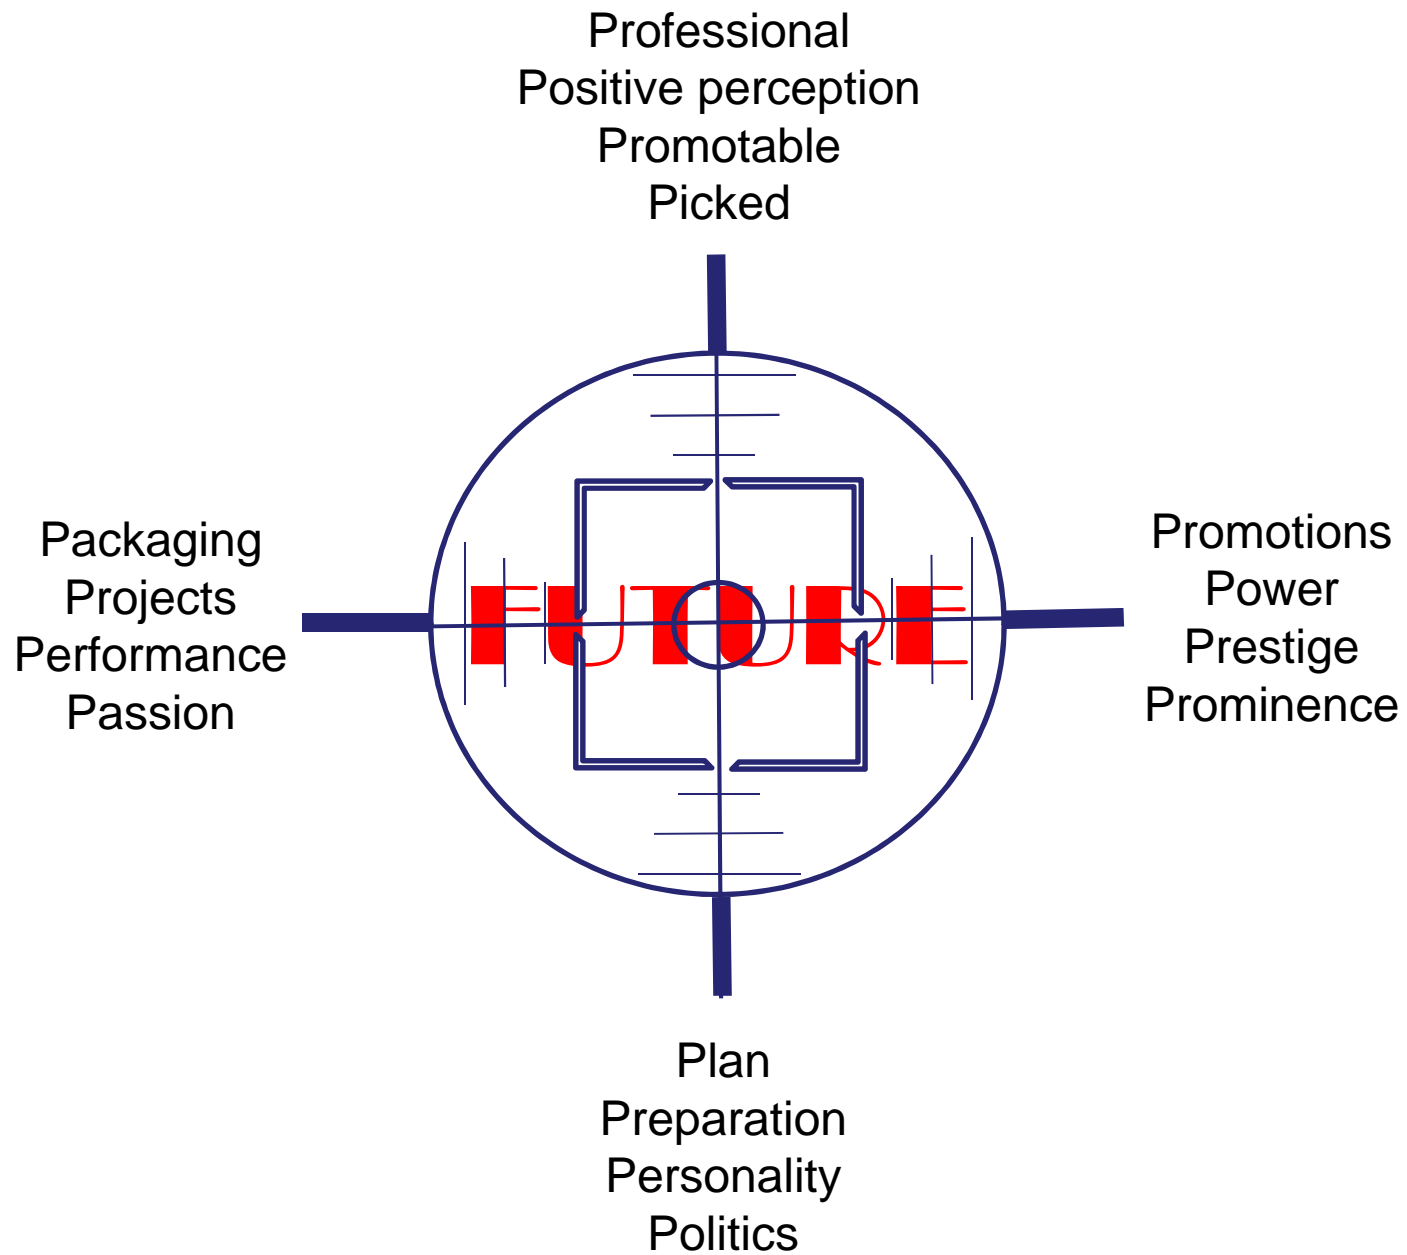 Professional
Positive perception
Promotable
Picked
Packaging
Projects
Performance
Passion
FUTURE
Promotions
Power
Prestige
Prominence
Plan
Preparation
Personality
Politics